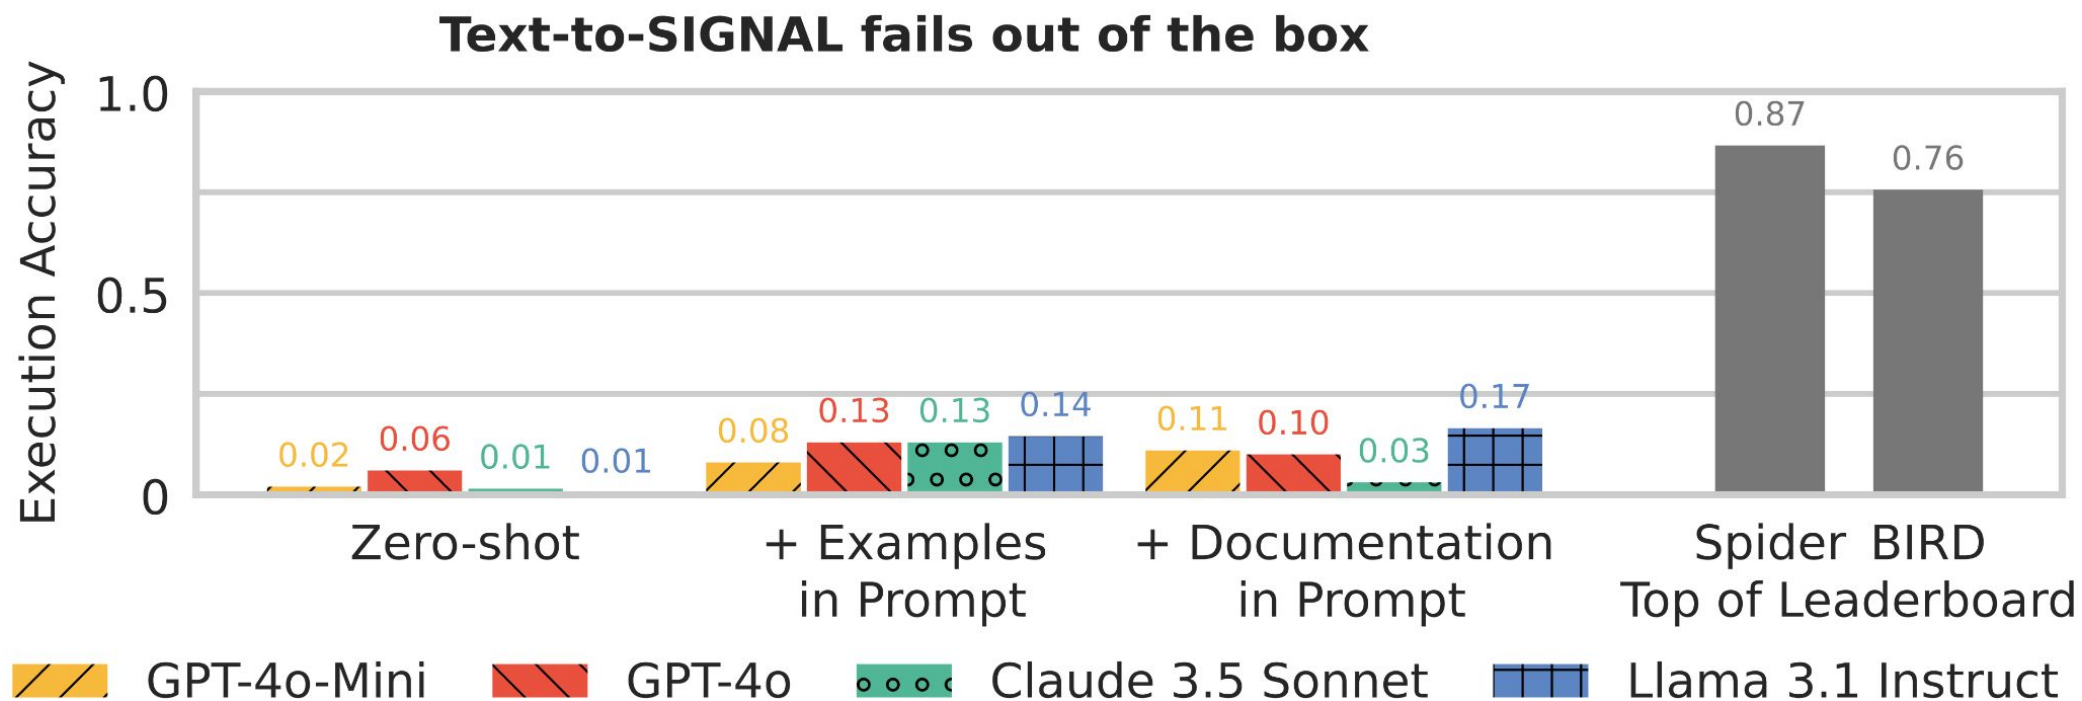 Text-to-SIGNAL fails out of the box
Execution Accuracy
1.0
0.5
0
0.02
0.06
0.01
0.01
0.08
0.13
0.13
0.14
0.11
0.10
0.03
0.17
0.87
0.76
Zero-shot
+ Examples
in Prompt
+ Documentation
in Prompt
Spider BIRD
Top of Leaderboard
GPT-4o-Mini
GPT-4o
Claude 3.5 Sonnet
Llama 3.1 Instruct